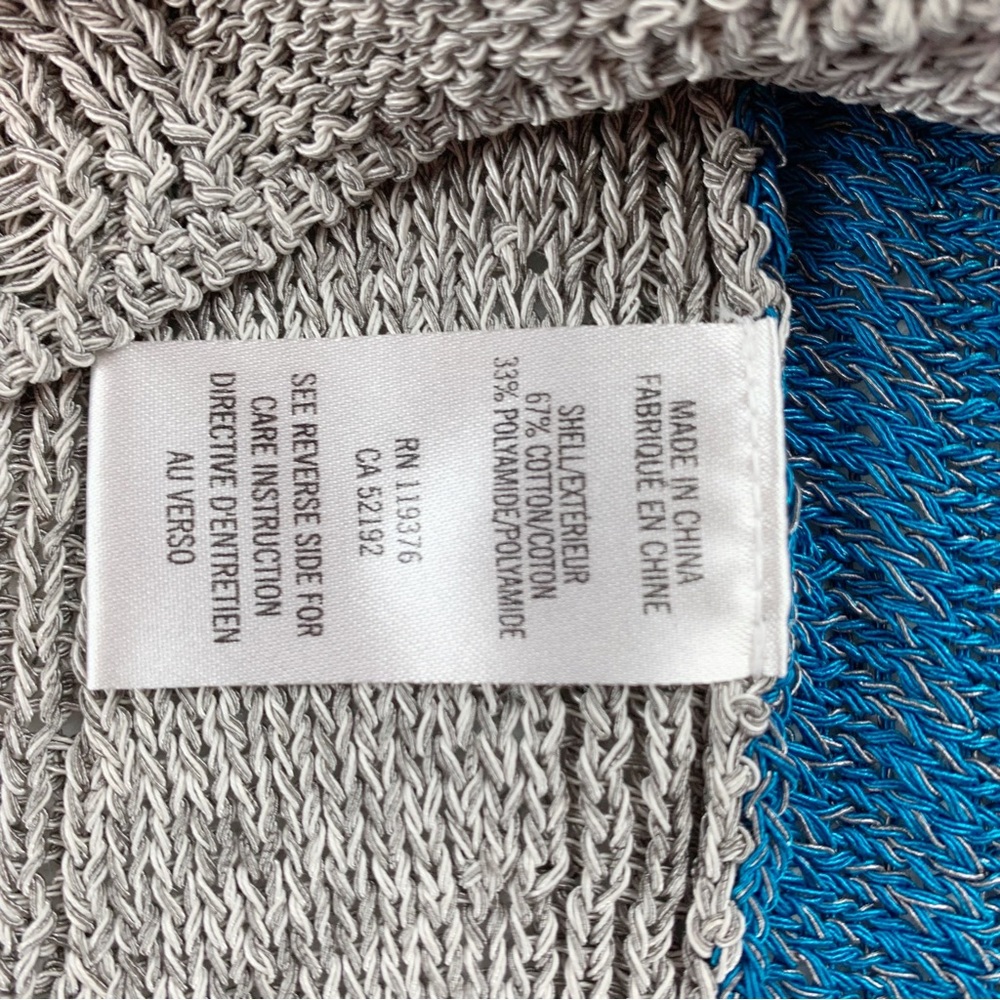 MADE IN CHINA
FABRIQUÉ EN CHINE
SHELL/EXTÉRIEUR
67% COTTON/COTON
33% POLYAMIDE/POLYAMIDE
RN 119376
CA 52192
SEE REVERSE SIDE FOR
CARE INSTRUCTION
DIRECTIVE D'ENTRETIEN
AU VERSO